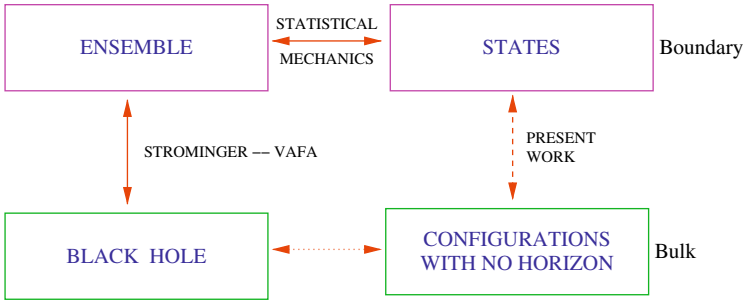 ENSEMBLE
STATISTICAL
MECHANICS
STATES
Boundary
STROMINGER –– VAFA
PRESENT
WORK
BLACK HOLE
CONFIGURATIONS
WITH NO HORIZON
Bulk